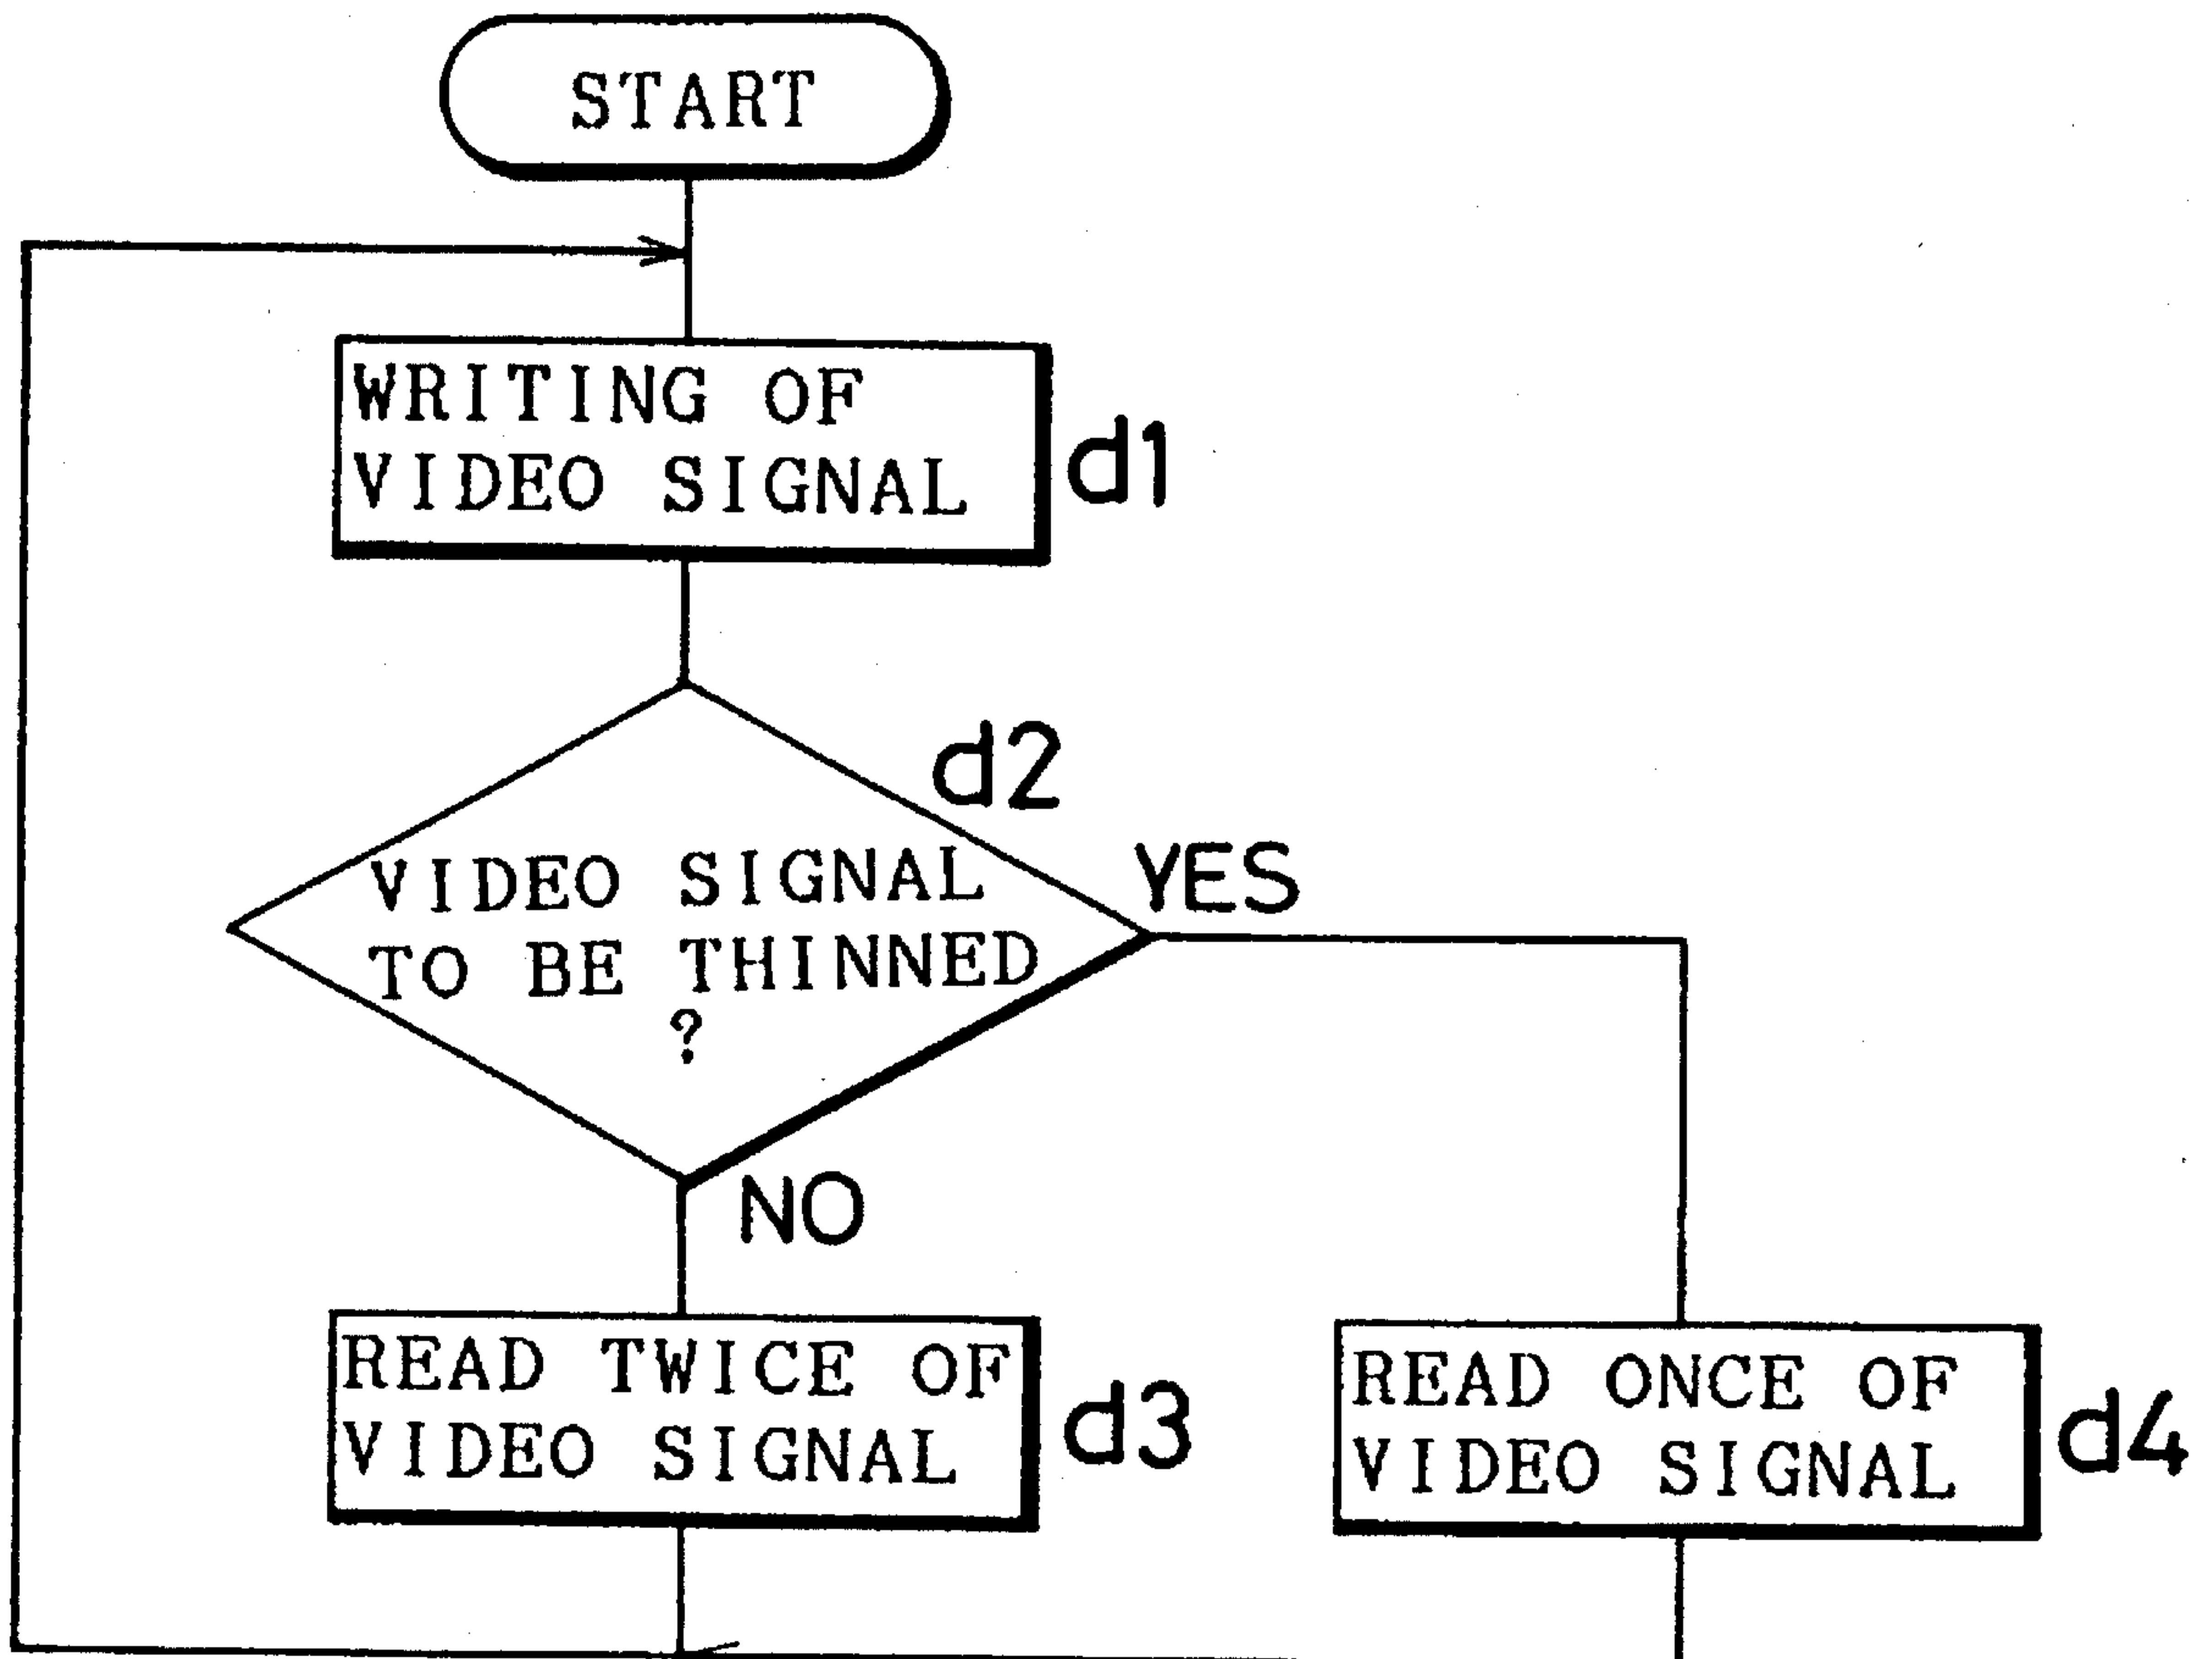 START
WRITING OF
VIDEO SIGNAL
d1
d2
VIDEO SIGNAL
TO BE THINNED
?
YES
NO
READ TWICE OF
VIDEO SIGNAL
d3
READ ONCE OF
VIDEO SIGNAL
d4